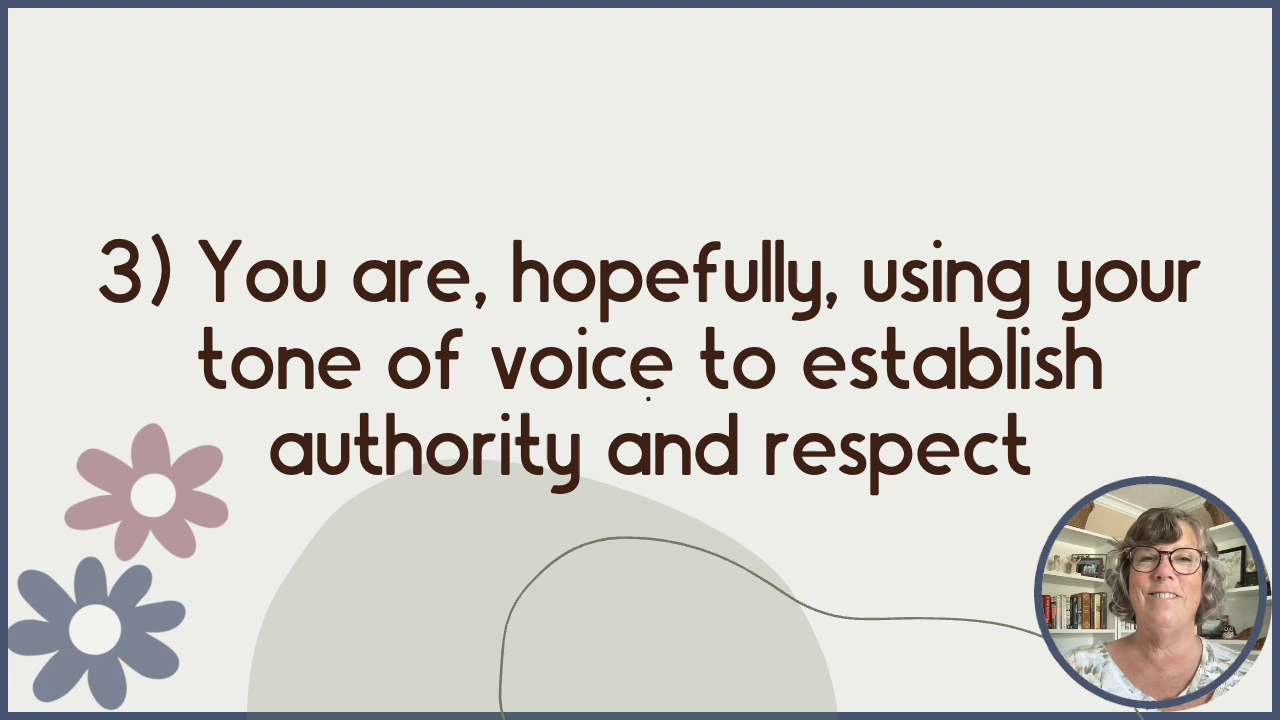 3) You are, hopefully, using your
tone of voice to establish
authority and respect